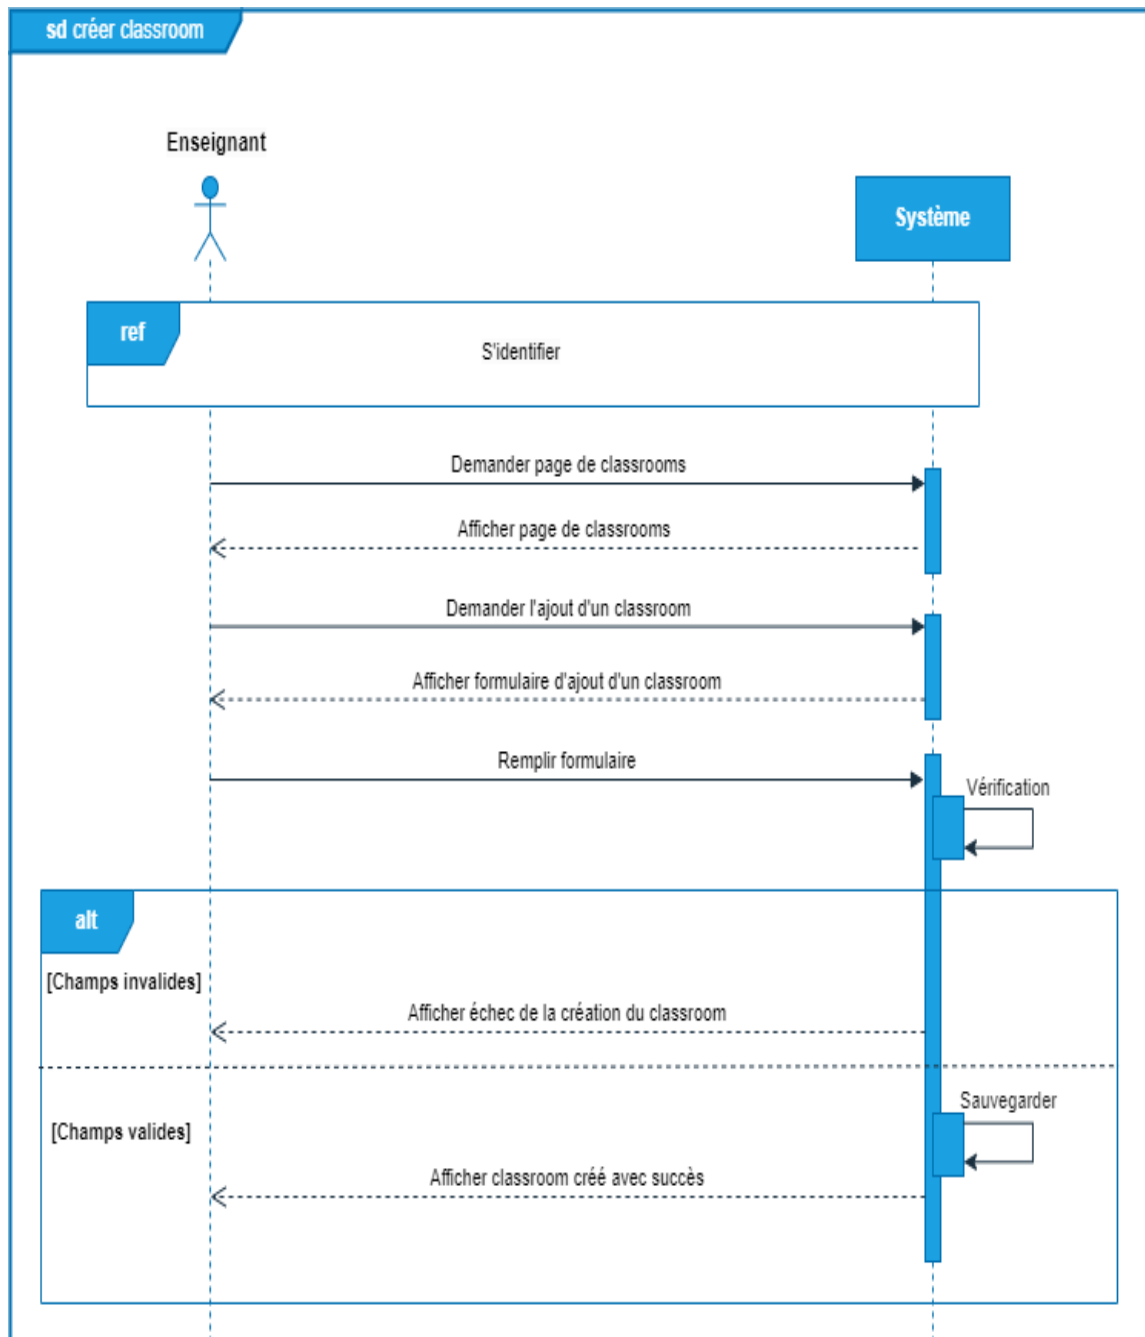 sd créer classroom
Enseignant
Système
ref
S'identifier
Demander page de classrooms
Afficher page de classrooms
Demander l'ajout d'un classroom
Afficher formulaire d'ajout d'un classroom
Remplir formulaire
Vérification
alt
[Champs invalides]
Afficher échec de la création du classroom
Sauvegarder
[Champs valides]
Afficher classroom créé avec succès